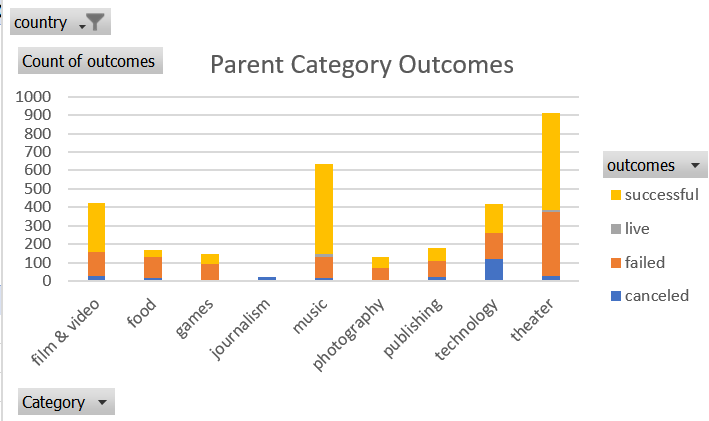 country
Count of outcomes
Parent Category Outcomes
1000
900
800
700
600
500
400
300
200
100
0
film & video
food
games
journalism
music
photography
publishing
technology
theater
outcomes
successful
live
failed
canceled
Category